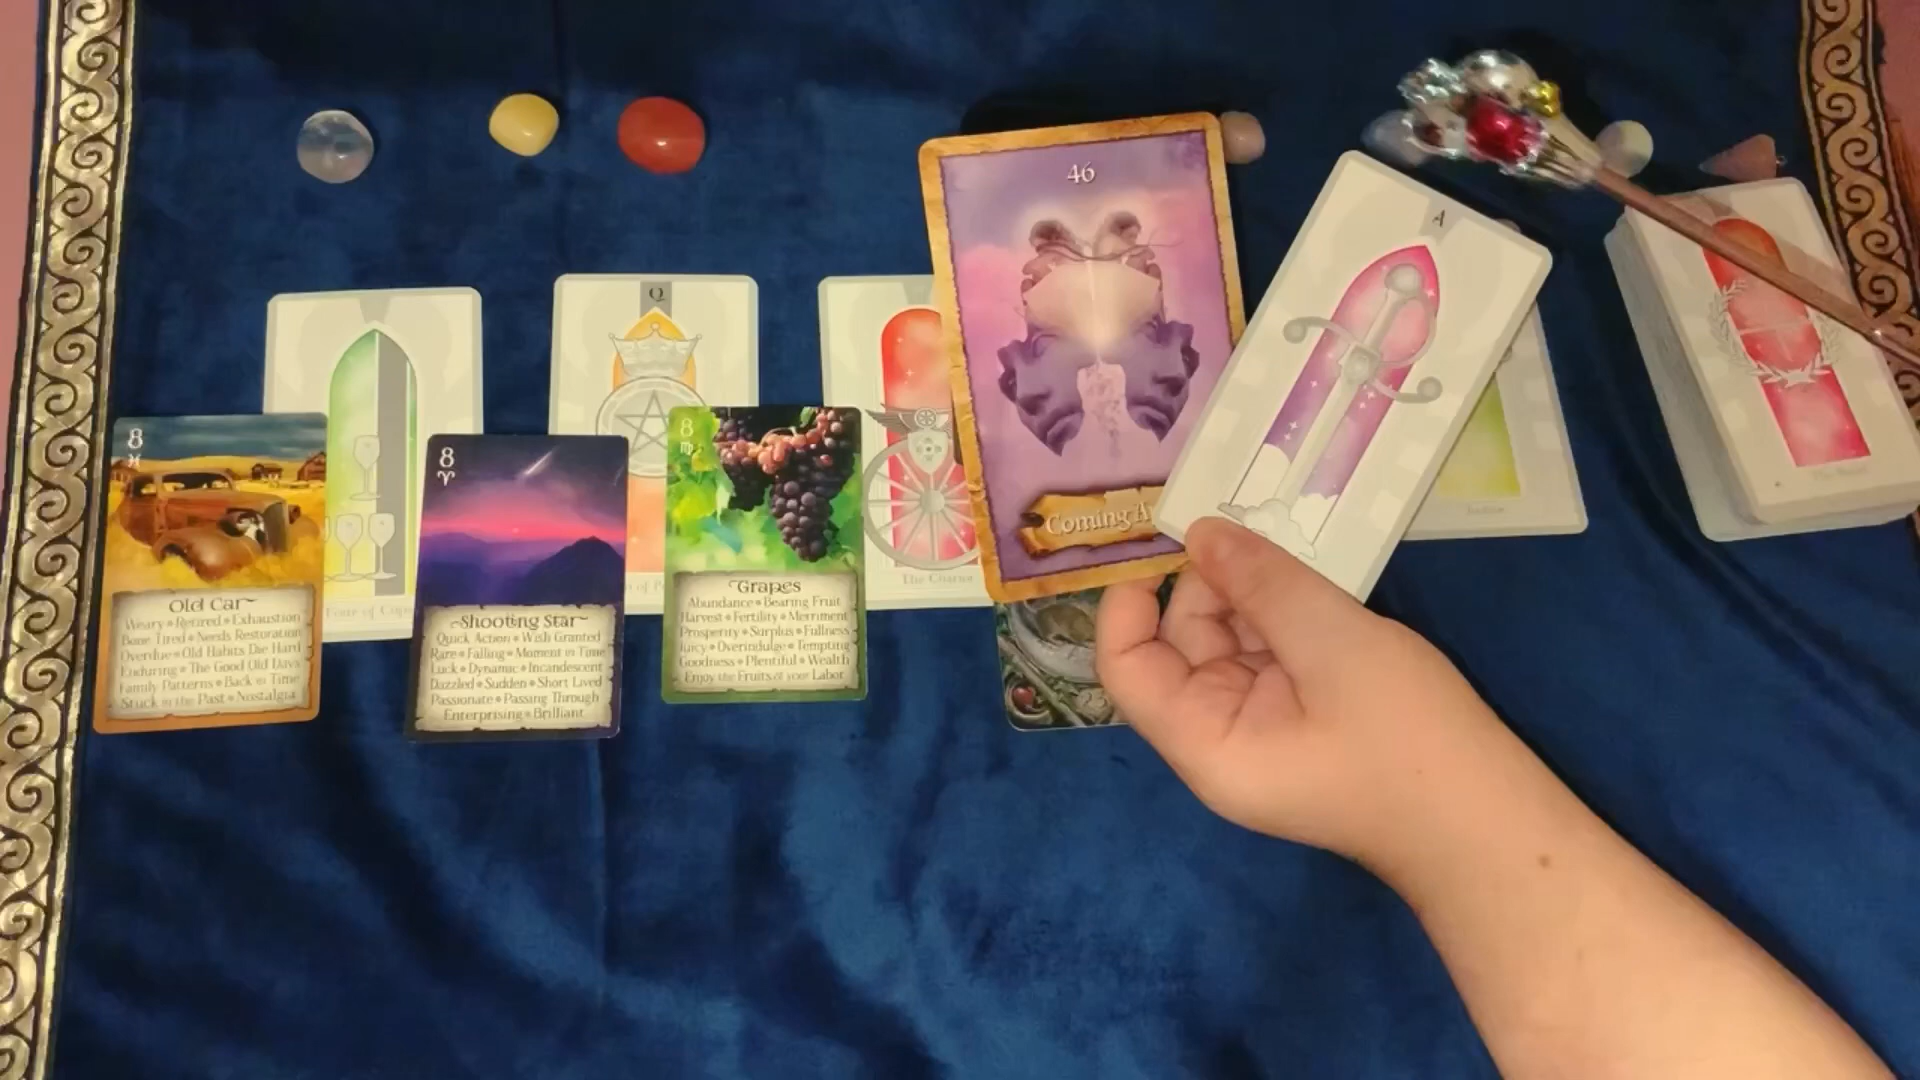 46
A
Q
8
♓
Old Car
Weary • Retired • Exhaustion
Bone Tired • Needs Restoration
Overdue • Old Habits Die Hard
Enduring • The Good Old Days
Family Patterns • Back in Time
Stuck in the Past • Nostalgia
Four of Cups
8
♈
Shooting Star
Quick Action • Wish Granted
Rare • Falling • Moment in Time
Luck • Dynamic • Incandescent
Dazzled • Sudden • Short Lived
Passionate • Passing Through
Enterprising • Brilliant
of P
8
♍
Grapes
Abundance • Bearing Fruit
Harvest • Fertility • Merriment
Prosperity • Surplus • Fullness
Juicy • Overindulge • Tempting
Goodness • Plentiful • Wealth
Enjoy the Fruits of your Labor
The Chariot
Coming A